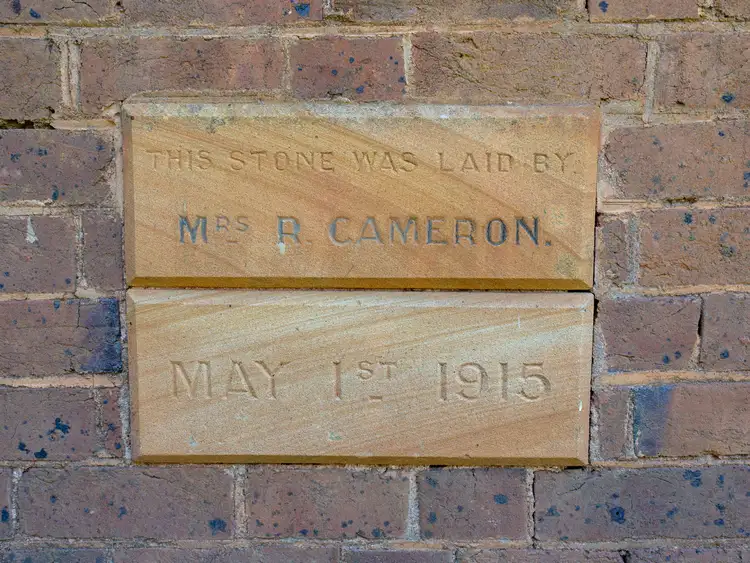 THIS STONE WAS LAID BY
MRS R. CAMERON.
MAY 1ST 1915